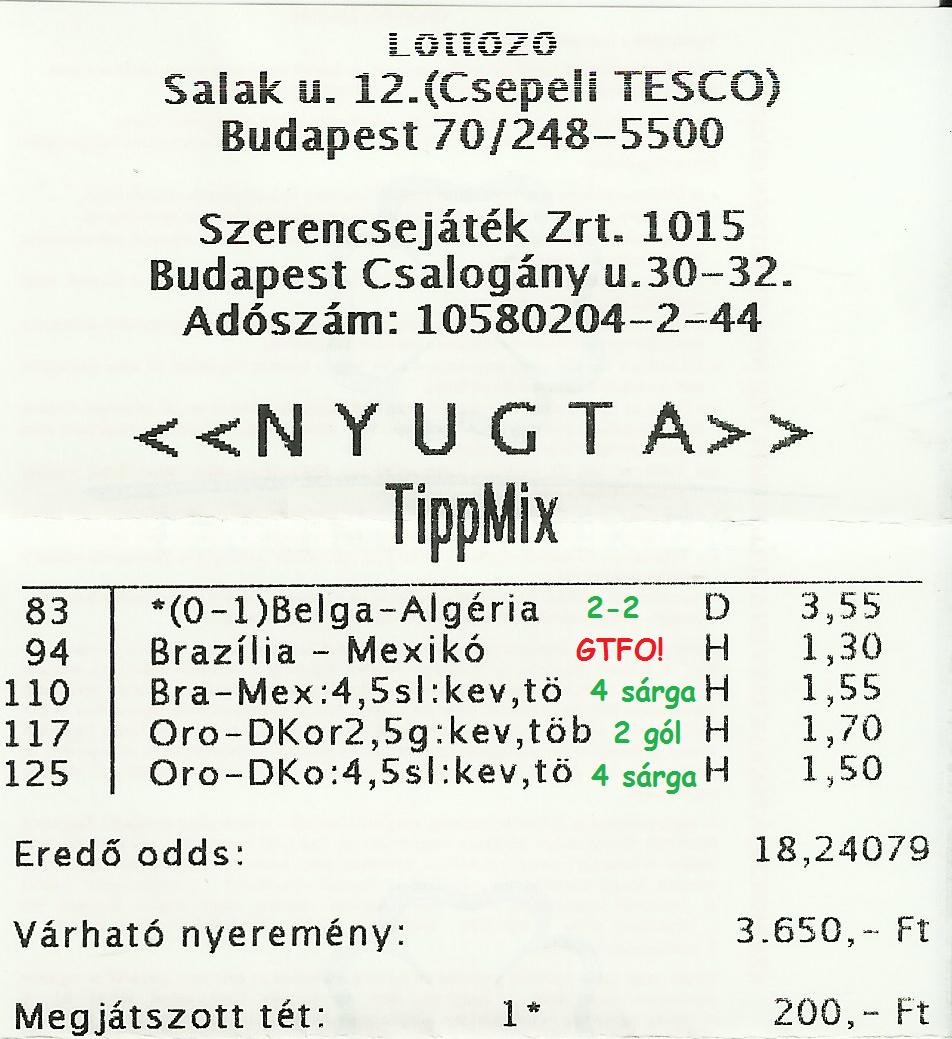 Lottózó
Salak u. 12.(Csepeli TESCO)
Budapest 70/248-5500
Szerencsejáték Zrt. 1015
Budapest Csalogány u.30-32.
Adószám: 10580204-2-44
<<N Y U G T A>>
TippMix
83 *(0-1)Belga-Algéria 2-2 D 3,55
94 Brazília - Mexikó GTFO! H 1,30
110 Bra-Mex:4,5sl:kev,tö 4 sárga H 1,55
117 Oro-DKor2,5g:kev,töb 2 gól H 1,70
125 Oro-DKo:4,5sl:kev,tö 4 sárga H 1,50
Eredő odds: 18,24079
Várható nyeremény: 3.650,- Ft
Megjátszott tét: 1* 200,- Ft